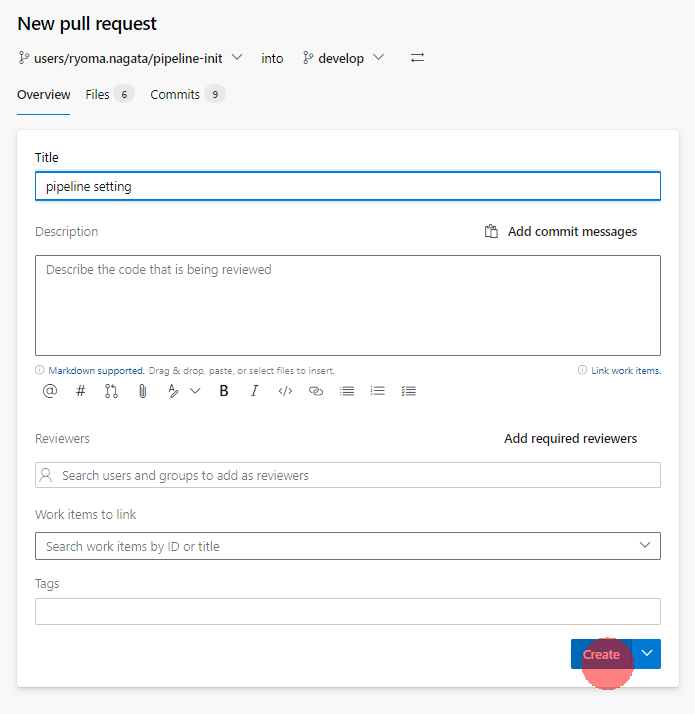 New pull request
users/ryoma.nagata/pipeline-init into develop
Overview Files 6 Commits 9
Title
pipeline setting
Description Add commit messages
Describe the code that is being reviewed
Markdown supported. Drag & drop, paste, or select files to insert. Link work items.
Reviewers Add required reviewers
Search users and groups to add as reviewers
Work items to link
Search work items by ID or title
Tags
Create